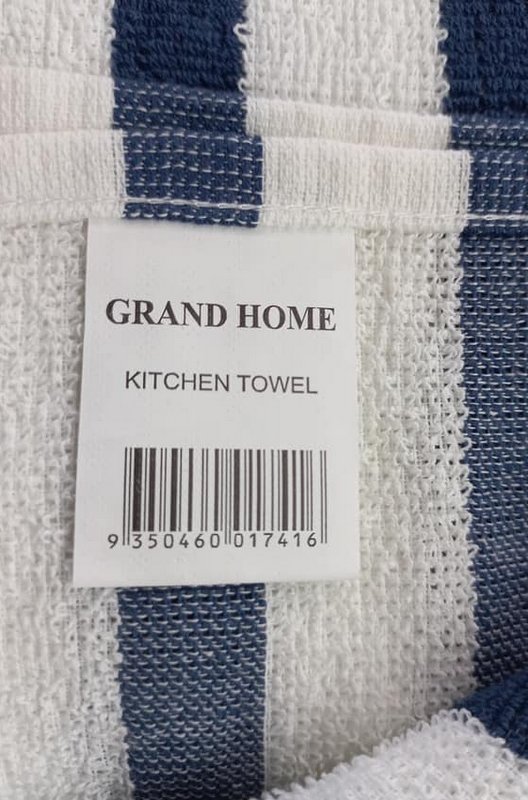 GRAND HOME
KITCHEN TOWEL
9 350460 017416